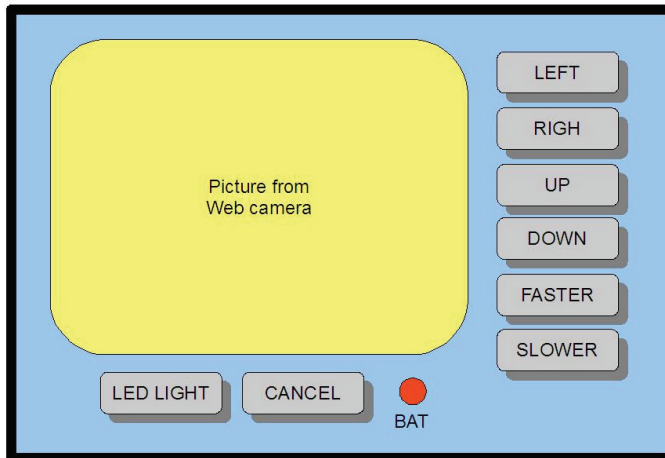 LEFT
RIGH
UP
DOWN
FASTER
SLOWER
Picture from
Web camera
LED LIGHT
CANCEL
BAT